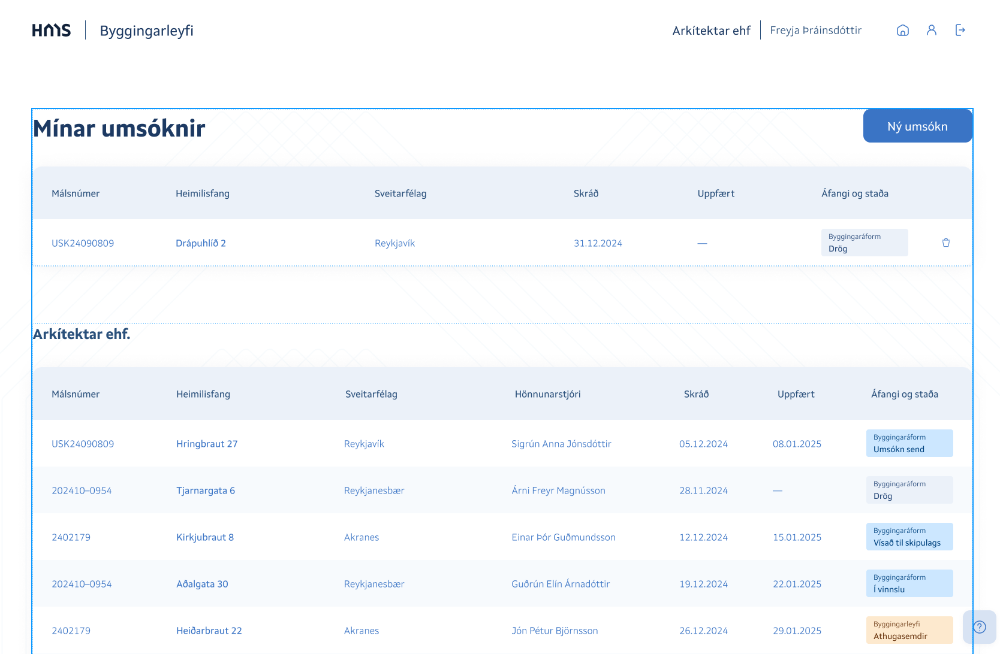 HMS Byggingarleyfi Arkítektar ehf Freyja Þráinsdóttir
Mínar umsóknir Ný umsókn
Málsnúmer Heimilisfang Sveitarfélag Skráð Uppfært Áfangi og staða
USK24090809 Drápuhlíð 2 Reykjavík 31.12.2024 — Byggingaráform
Drög
Arkítektar ehf.
Málsnúmer Heimilisfang Sveitarfélag Hönnunarstjóri Skráð Uppfært Áfangi og staða
USK24090809 Hringbraut 27 Reykjavík Sigrún Anna Jónsdóttir 05.12.2024 08.01.2025 Byggingaráform
Umsókn send
202410–0954 Tjarnargata 6 Reykjanesbær Árni Freyr Magnússon 28.11.2024 — Byggingaráform
Drög
2402179 Kirkjubraut 8 Akranes Einar Þór Guðmundsson 12.12.2024 15.01.2025 Byggingaráform
Vísað til skipulags
202410–0954 Aðalgata 30 Reykjanesbær Guðrún Elín Árnadóttir 19.12.2024 22.01.2025 Byggingaráform
Í vinnslu
2402179 Heiðarbraut 22 Akranes Jón Pétur Björnsson 26.12.2024 29.01.2025 Byggingarleyfi
Athugasemdir